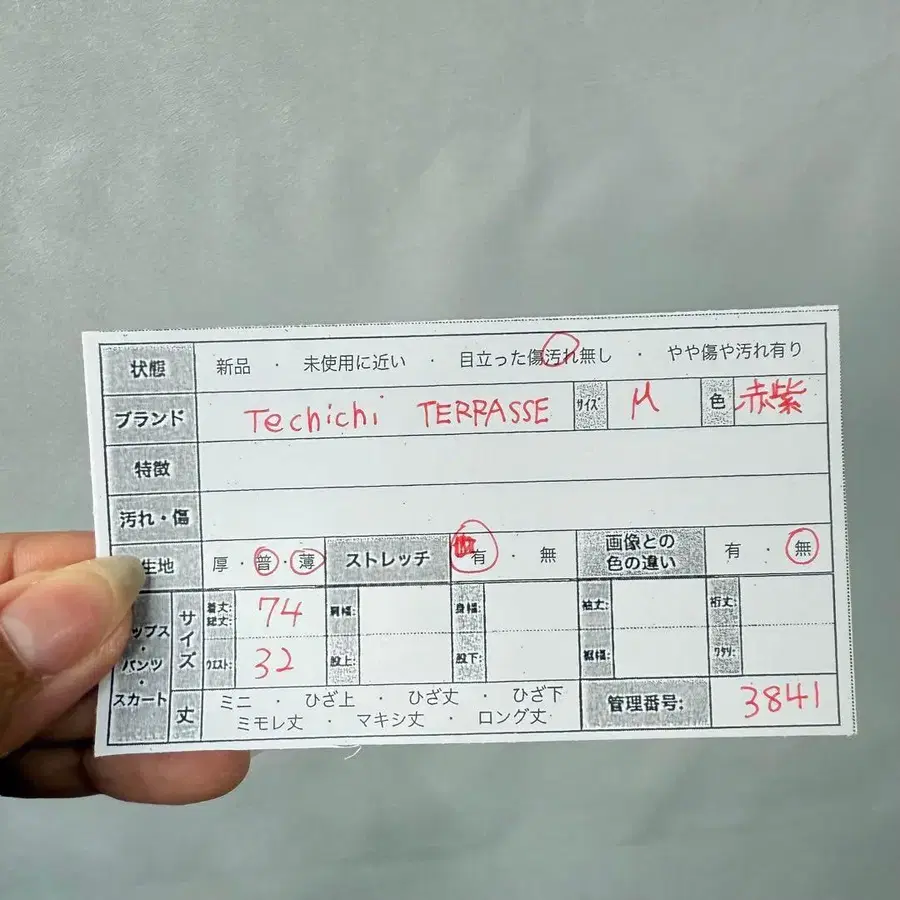 状態 新品 ・ 未使用に近い ・ 目立った傷汚れ無し ・ やや傷や汚れ有り
ブランド Techichi TERRASSE サイズ M 色 赤紫
特徴
汚れ・傷
生地 厚・普・薄 ストレッチ 有・無 画像との色の違い 有・無
ップス・パンツ・スカート サイズ 着丈:総丈: 74 肩幅: 身幅: 袖丈: 裄丈:
ウエスト: 32 股上: 股下: 裾幅: ワタリ:
丈 ミニ ・ ひざ上 ・ ひざ丈 ・ ひざ下
ミモレ丈 ・ マキシ丈 ・ ロング丈
管理番号: 3841